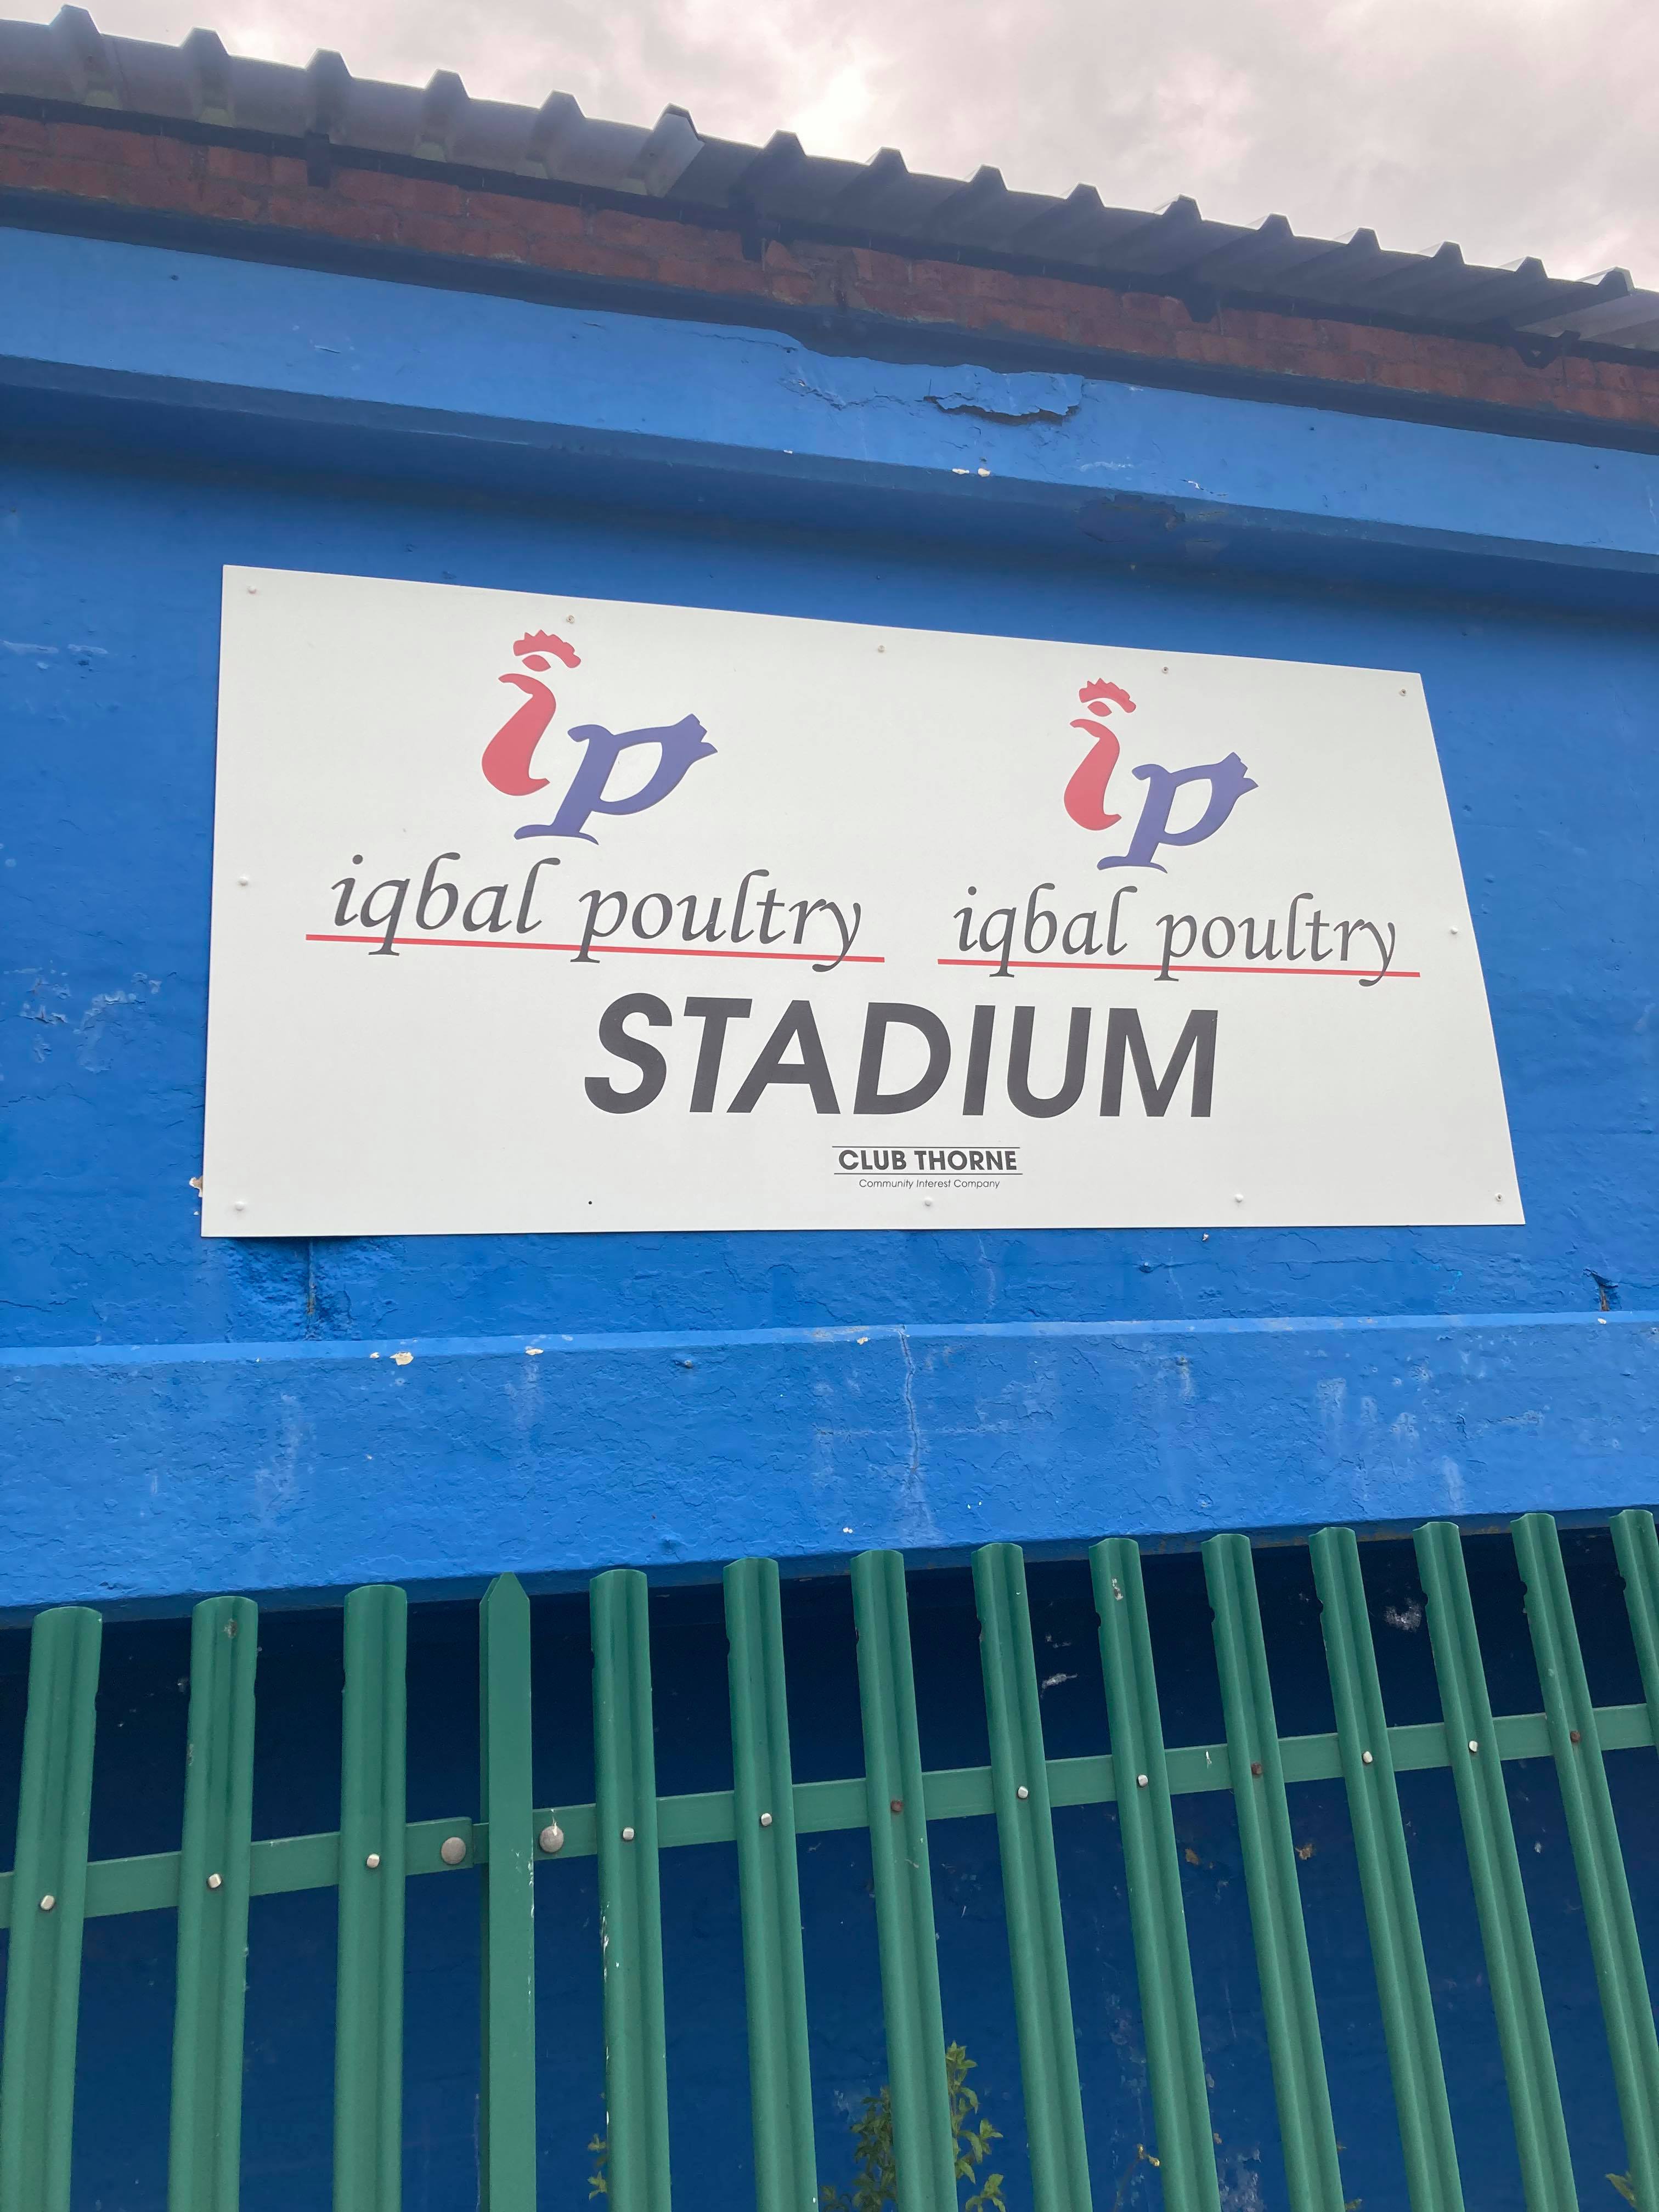 ip ip
iqbal poultry iqbal poultry
STADIUM
CLUB THORNE
Community Interest Company